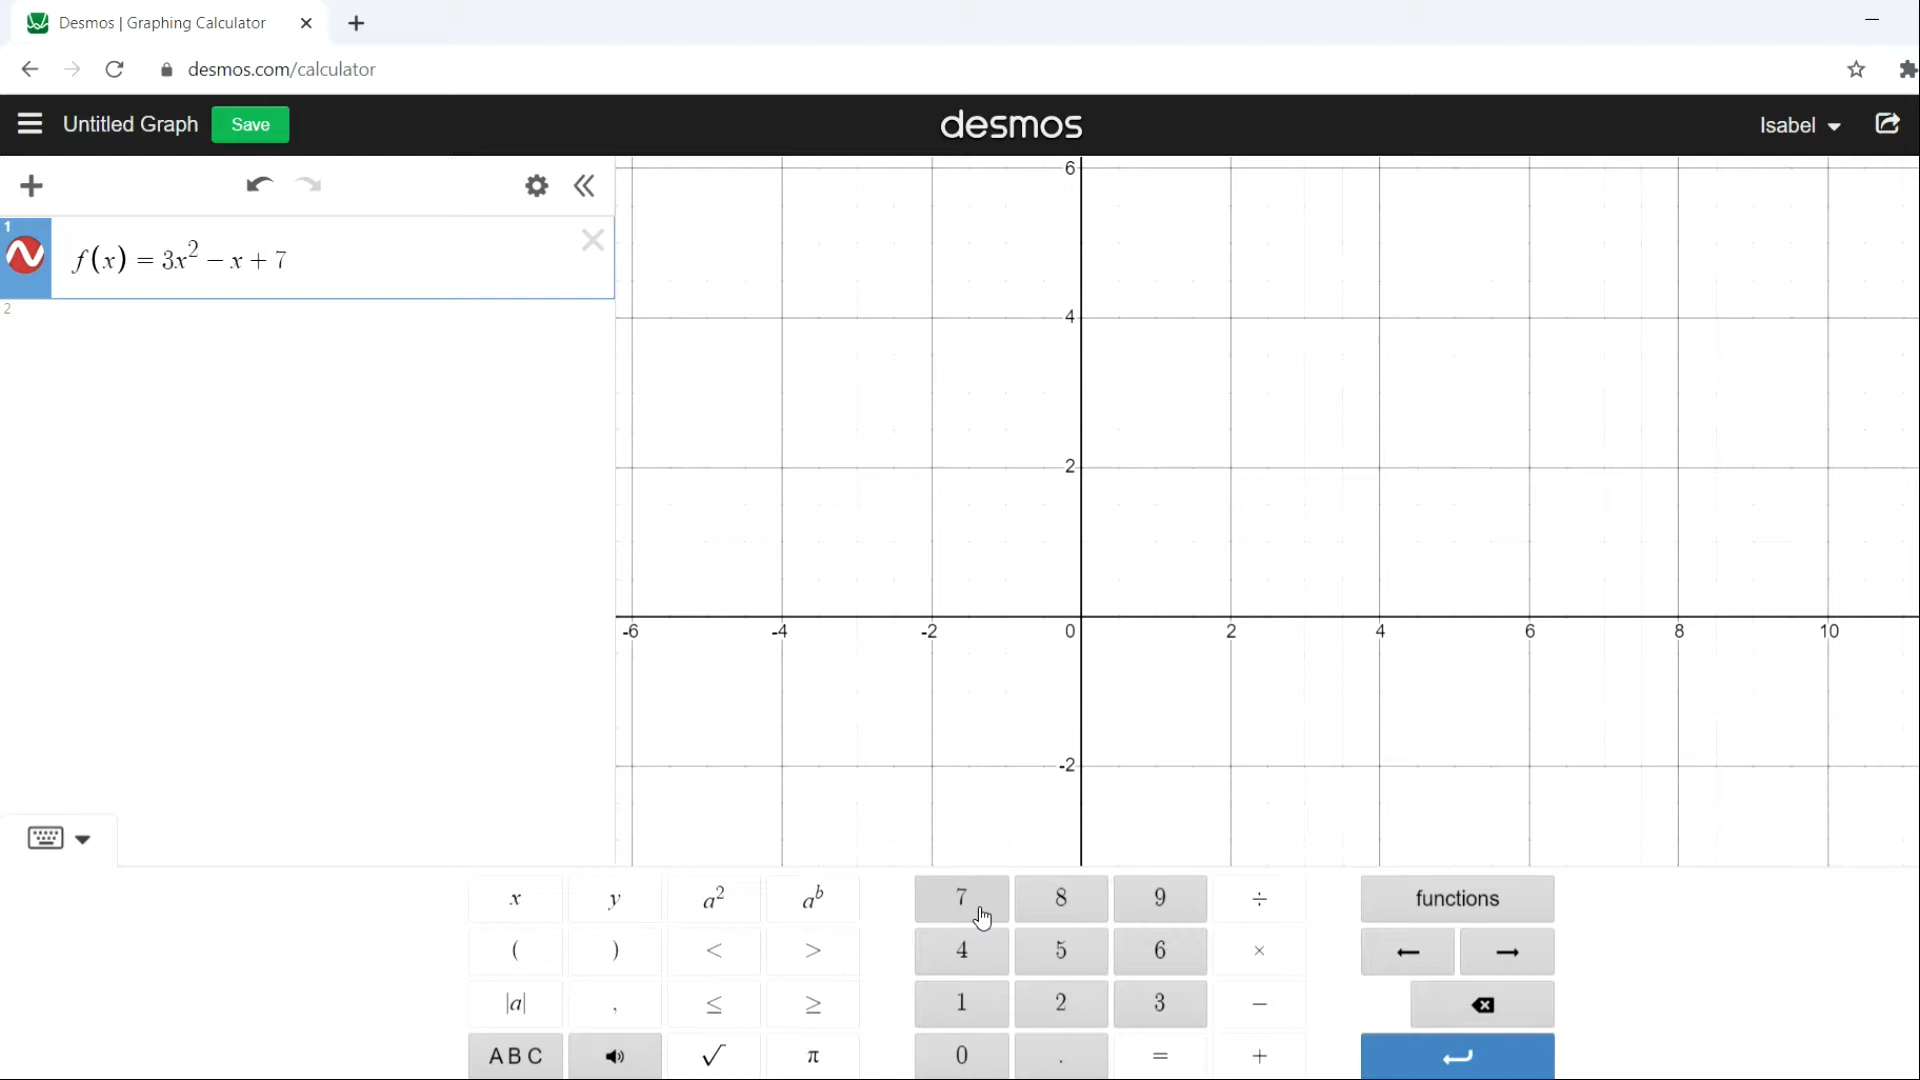 Desmos | Graphing Calculator
desmos.com/calculator
Untitled Graph Save desmos Isabel
1
f(x) = 3x² − x + 7
2
6
4
2
-6 -4 -2 0 2 4 6 8 10
-2
x y a² aᵇ 7 8 9 ÷ functions
( ) < > 4 5 6 × ← →
|a| , ≤ ≥ 1 2 3 −
A B C √ π 0 . = +